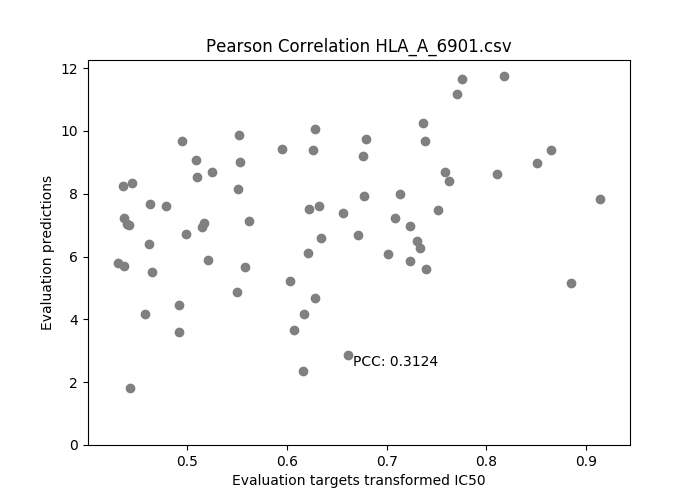 Pearson Correlation HLA_A_6901.csv
12
10
8
6
4
2
0
Evaluation predictions
PCC: 0.3124
0.5 0.6 0.7 0.8 0.9
Evaluation targets transformed IC50